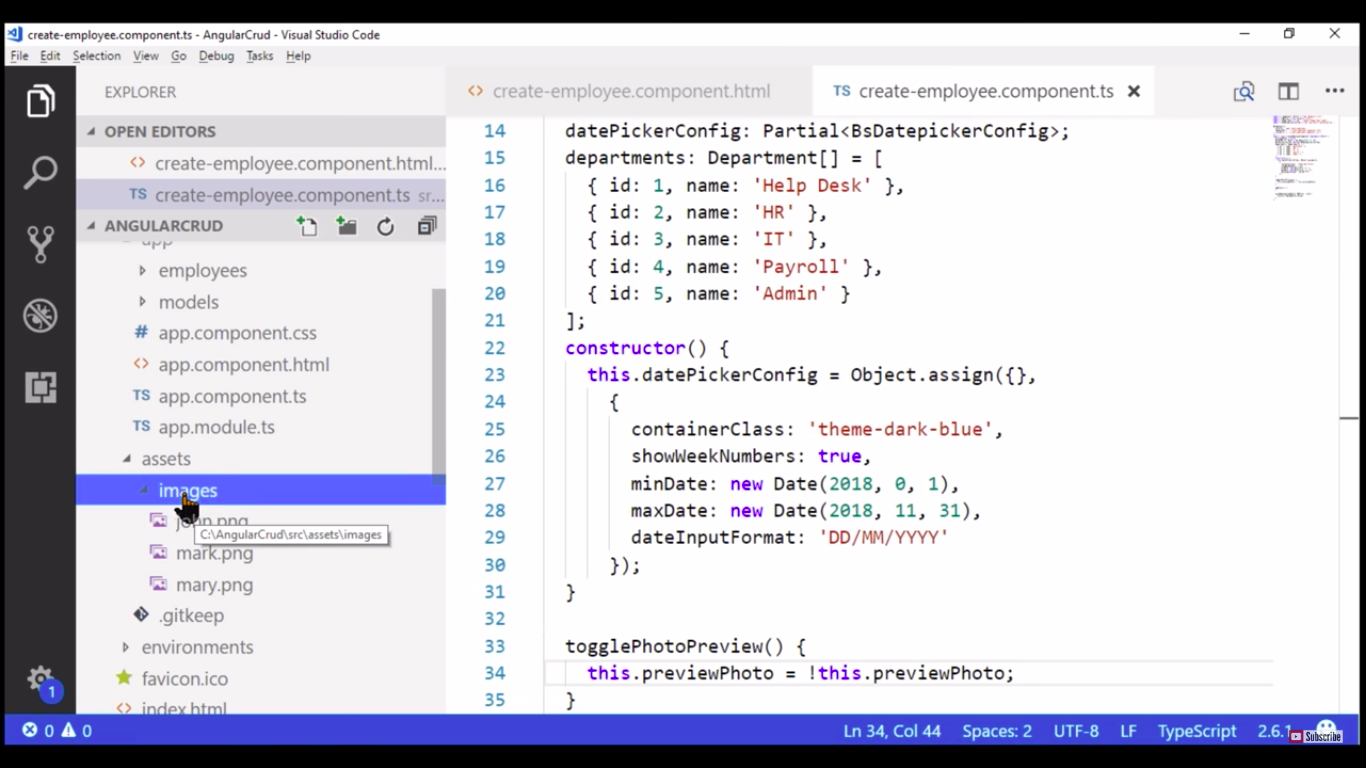 create-employee.component.ts - AngularCrud - Visual Studio Code
File Edit Selection View Go Debug Tasks Help
EXPLORER
OPEN EDITORS
<> create-employee.component.html...
TS create-employee.component.ts sr...
ANGULARCRUD
app
employees
models
# app.component.css
<> app.component.html
TS app.component.ts
TS app.module.ts
assets
images
john.png
C:\AngularCrud\src\assets\images
mark.png
mary.png
.gitkeep
environments
favicon.ico
<> index.html
1
<> create-employee.component.html
TS create-employee.component.ts
14 datePickerConfig: Partial<BsDatepickerConfig>;
15 departments: Department[] = [
16 { id: 1, name: 'Help Desk' },
17 { id: 2, name: 'HR' },
18 { id: 3, name: 'IT' },
19 { id: 4, name: 'Payroll' },
20 { id: 5, name: 'Admin' }
21 ];
22 constructor() {
23 this.datePickerConfig = Object.assign({},
24 {
25 containerClass: 'theme-dark-blue',
26 showWeekNumbers: true,
27 minDate: new Date(2018, 0, 1),
28 maxDate: new Date(2018, 11, 31),
29 dateInputFormat: 'DD/MM/YYYY'
30 });
31 }
32
33 togglePhotoPreview() {
34 this.previewPhoto = !this.previewPhoto;
35 }
0 0 Ln 34, Col 44 Spaces: 2 UTF-8 LF TypeScript 2.6.1
Subscribe